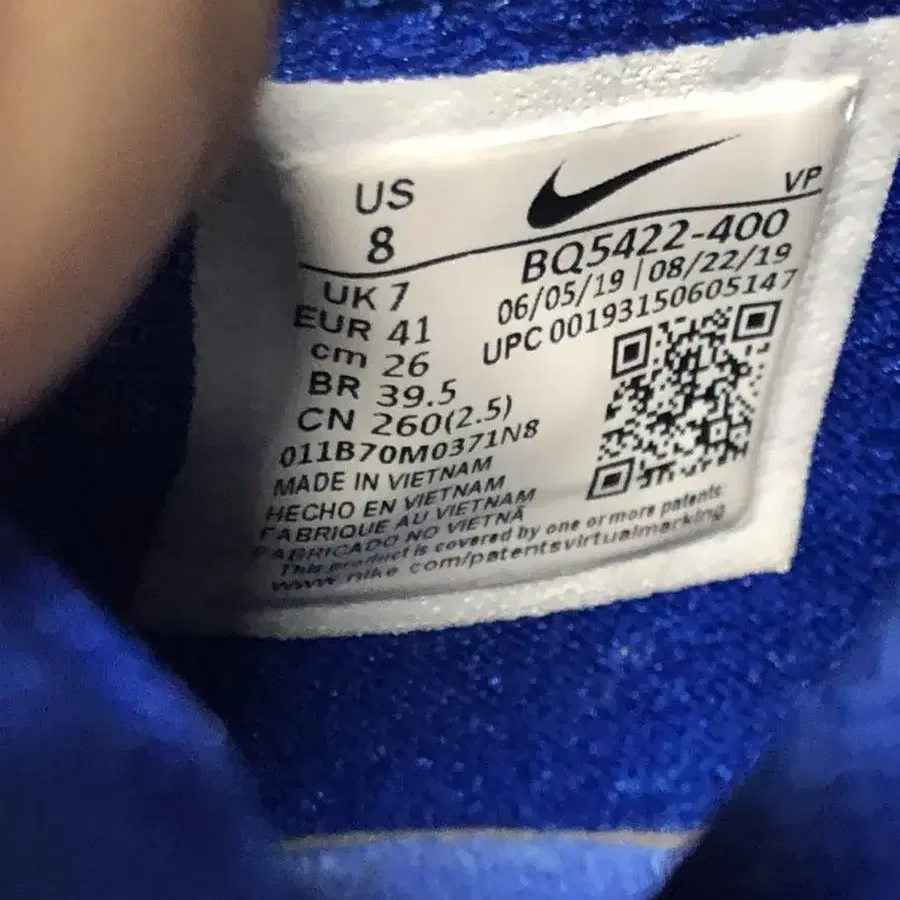 US
8
VP
BQ5422-400
06/05/19 | 08/22/19
UPC 00193150605147
UK 7
EUR 41
cm 26
BR 39.5
CN 260(2.5)
011B70M0371N8
MADE IN VIETNAM
HECHO EN VIETNAM
FABRIQUE AU VIETNAM
FABRICADO NO VIETNÃ
This product is covered by one or more patents
www.nike.com/patentsvirtualmarking